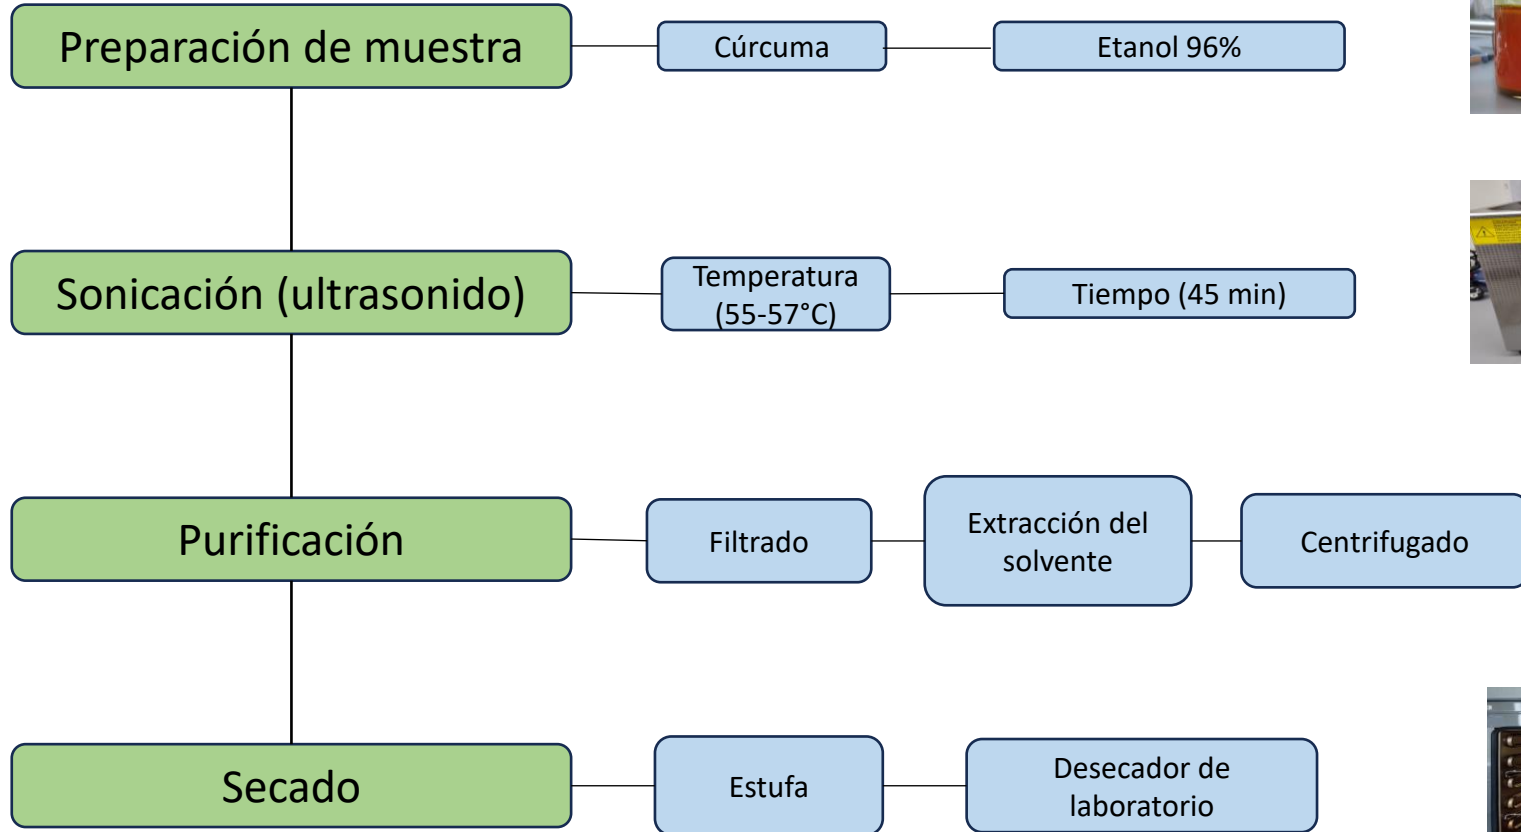 Preparación de muestra
Cúrcuma
Etanol 96%
Sonicación (ultrasonido)
Temperatura
(55-57°C)
Tiempo (45 min)
Purificación
Filtrado
Extracción del
solvente
Centrifugado
Secado
Estufa
Desecador de
laboratorio